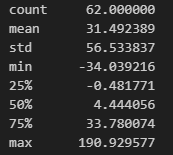 count 62.000000
mean 31.492389
std 56.533837
min -34.039216
25% -0.481771
50% 4.444056
75% 33.780074
max 190.929577